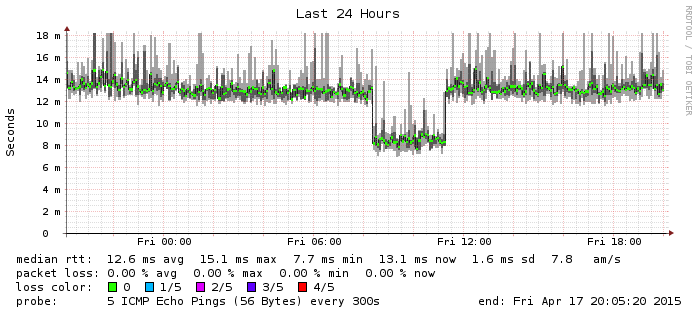 Last 24 Hours
RRDTOOL / TOBI OETIKER
Seconds
18 m
16 m
14 m
12 m
10 m
8 m
6 m
4 m
2 m
0
Fri 00:00 Fri 06:00 Fri 12:00 Fri 18:00
median rtt: 12.6 ms avg 15.1 ms max 7.7 ms min 13.1 ms now 1.6 ms sd 7.8 am/s
packet loss: 0.00 % avg 0.00 % max 0.00 % min 0.00 % now
loss color: 0 1/5 2/5 3/5 4/5
probe: 5 ICMP Echo Pings (56 Bytes) every 300s end: Fri Apr 17 20:05:20 2015